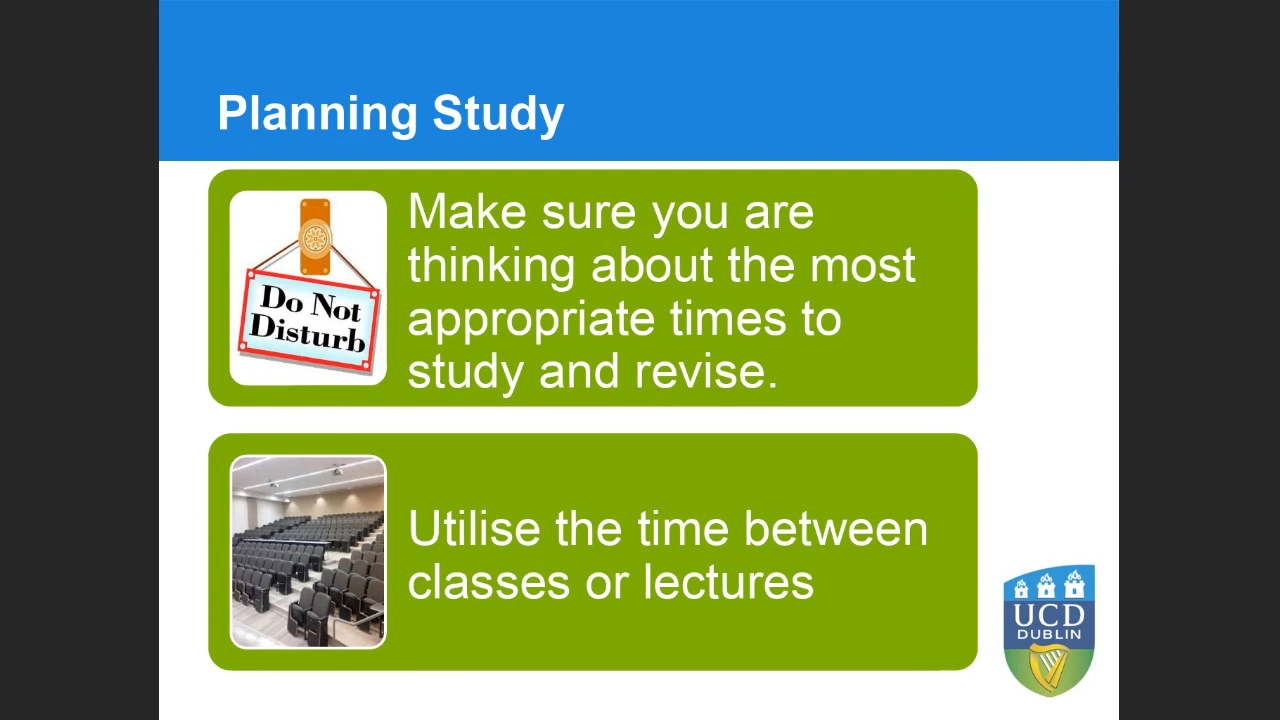 Planning Study
Do Not
Disturb
Make sure you are
thinking about the most
appropriate times to
study and revise.
Utilise the time between
classes or lectures
UCD
DUBLIN